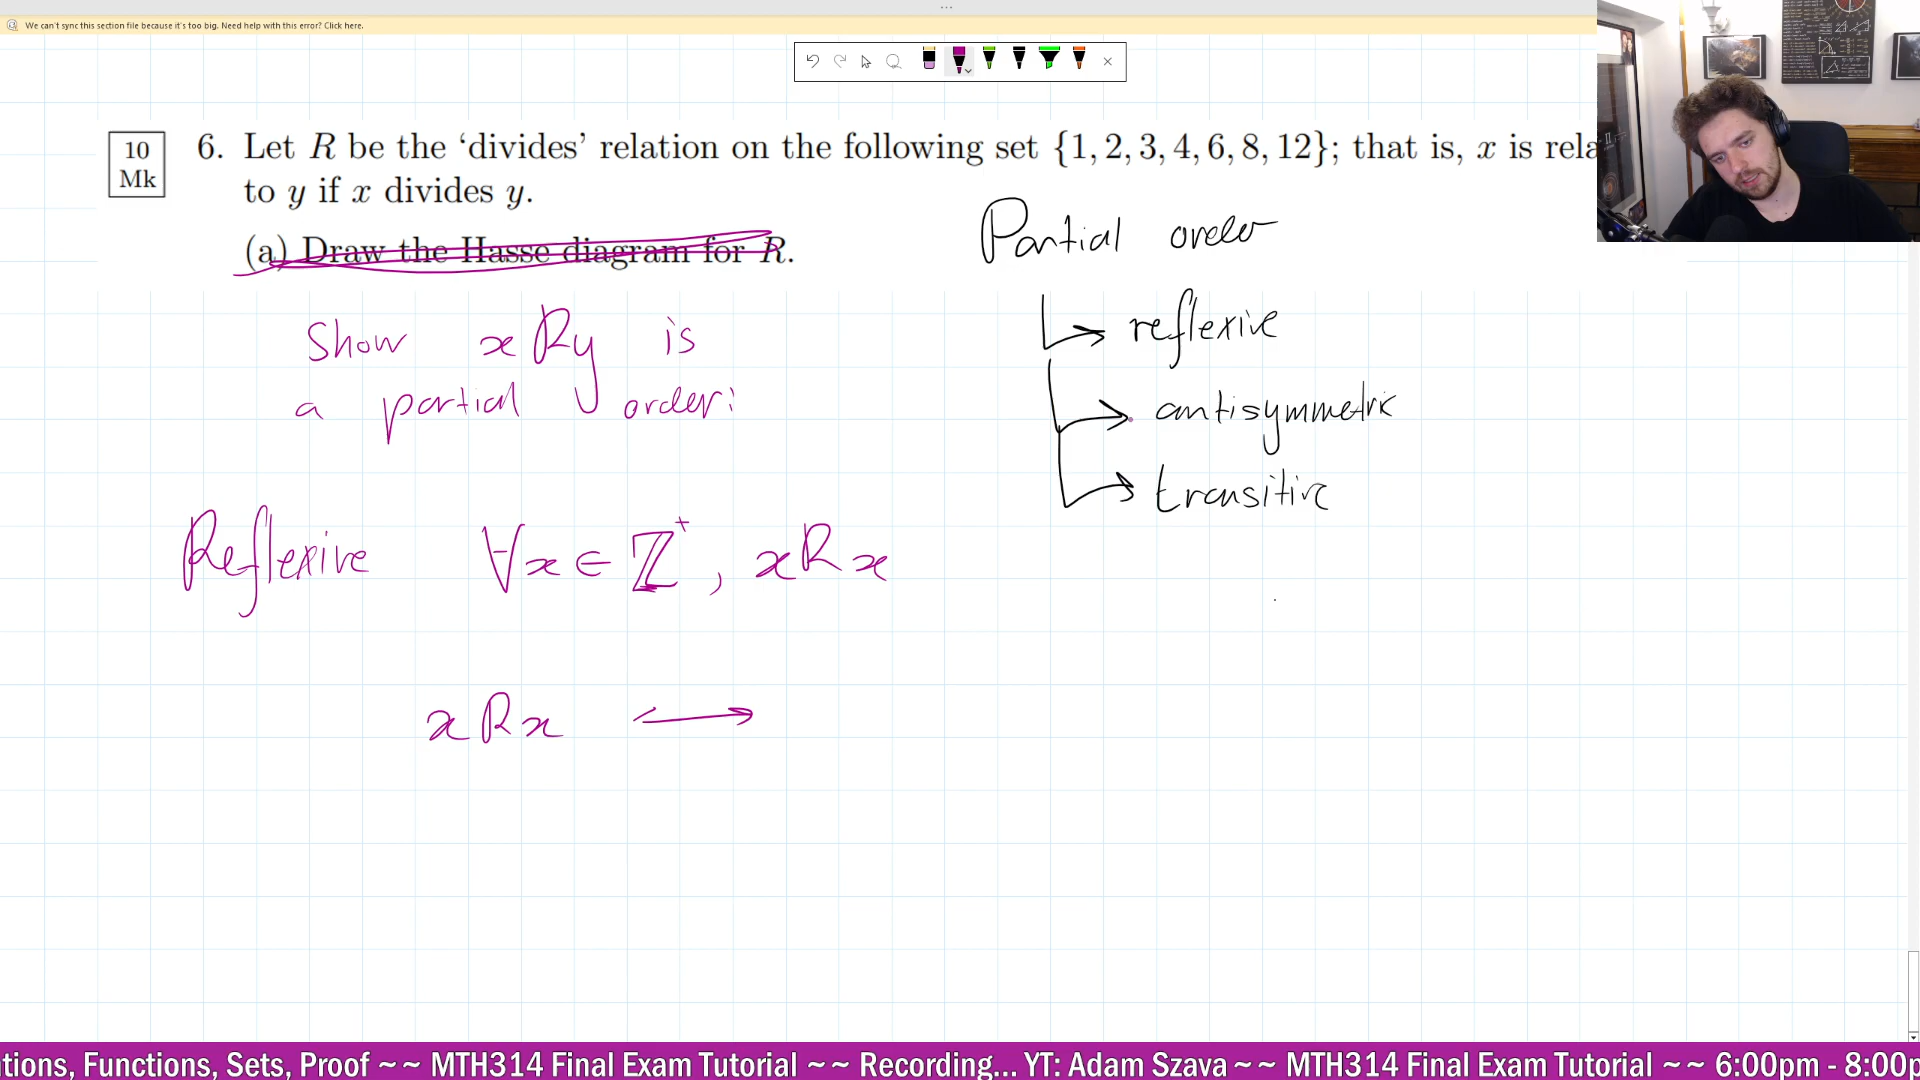 We can't sync this section file because it's too big. Need help with this error? Click here.
10
Mk
6. Let R be the ‘divides’ relation on the following set {1, 2, 3, 4, 6, 8, 12}; that is, x is rela
to y if x divides y.
(a) Draw the Hasse diagram for R.
Partial order
reflexive
antisymmetric
transitive
Show xRy is
a partial order:
Reflexive ∀x ∈ ℤ⁺, xRx
xRx ⟷
tions, Functions, Sets, Proof ~~ MTH314 Final Exam Tutorial ~~ Recording... YT: Adam Szava ~~ MTH314 Final Exam Tutorial ~~ 6:00pm - 8:00p